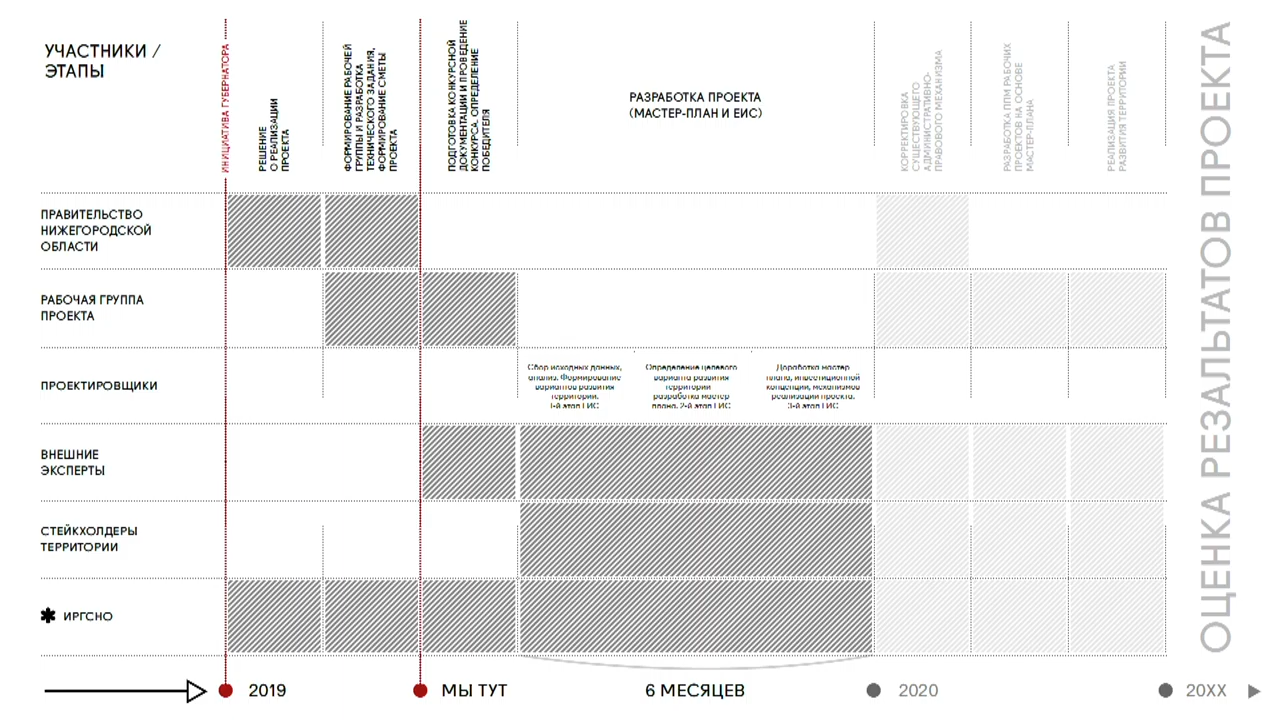 УЧАСТНИКИ /
ЭТАПЫ
ИНИЦИАТИВА ГУБЕРНАТОРА
РЕШЕНИЕ
О РЕАЛИЗАЦИИ
ПРОЕКТА
ФОРМИРОВАНИЕ РАБОЧЕЙ
ГРУППЫ И РАЗРАБОТКА
ТЕХНИЧЕСКОГО ЗАДАНИЯ,
ФОРМИРОВАНИЕ СМЕТЫ
ПРОЕКТА
ПОДГОТОВКА КОНКУРСНОЙ
ДОКУМЕНТАЦИИ И ПРОВЕДЕНИЕ
КОНКУРСА. ОПРЕДЕЛЕНИЕ
ПОБЕДИТЕЛЯ
РАЗРАБОТКА ПРОЕКТА
(МАСТЕР-ПЛАН И ЕИС)
КОРРЕКТИРОВКА
СУЩЕСТВУЮЩЕГО
АДМИНИСТРАТИВНО-
ПРАВОВОГО МЕХАНИЗМА
РАЗРАБОТКА ППМ РАБОЧИХ
ПРОЕКТОВ НА ОСНОВЕ
МАСТЕР-ПЛАНА
РЕАЛИЗАЦИЯ ПРОЕКТА
РАЗВИТИЯ ТЕРРИТОРИИ
ОЦЕНКА РЕЗАЛЬТАТОВ ПРОЕКТА
ПРАВИТЕЛЬСТВО
НИЖЕГОРОДСКОЙ
ОБЛАСТИ
РАБОЧАЯ ГРУППА
ПРОЕКТА
ПРОЕКТИРОВЩИКИ
Сбор исходных данных,
анализ. Формирование
вариантов развития
территории.
1-й этап ЕИС
Определение целевого
варианта развития
территории
разработка мастер
плана. 2-й этап ЕИС
Доработка мастер
плана, инвестиционной
концепции, механизмов
реализации проекта.
3-й этап ЕИС
ВНЕШНИЕ
ЭКСПЕРТЫ
СТЕЙКХОЛДЕРЫ
ТЕРРИТОРИИ
✱ ИРГСНО
2019
МЫ ТУТ
6 МЕСЯЦЕВ
2020
20XX